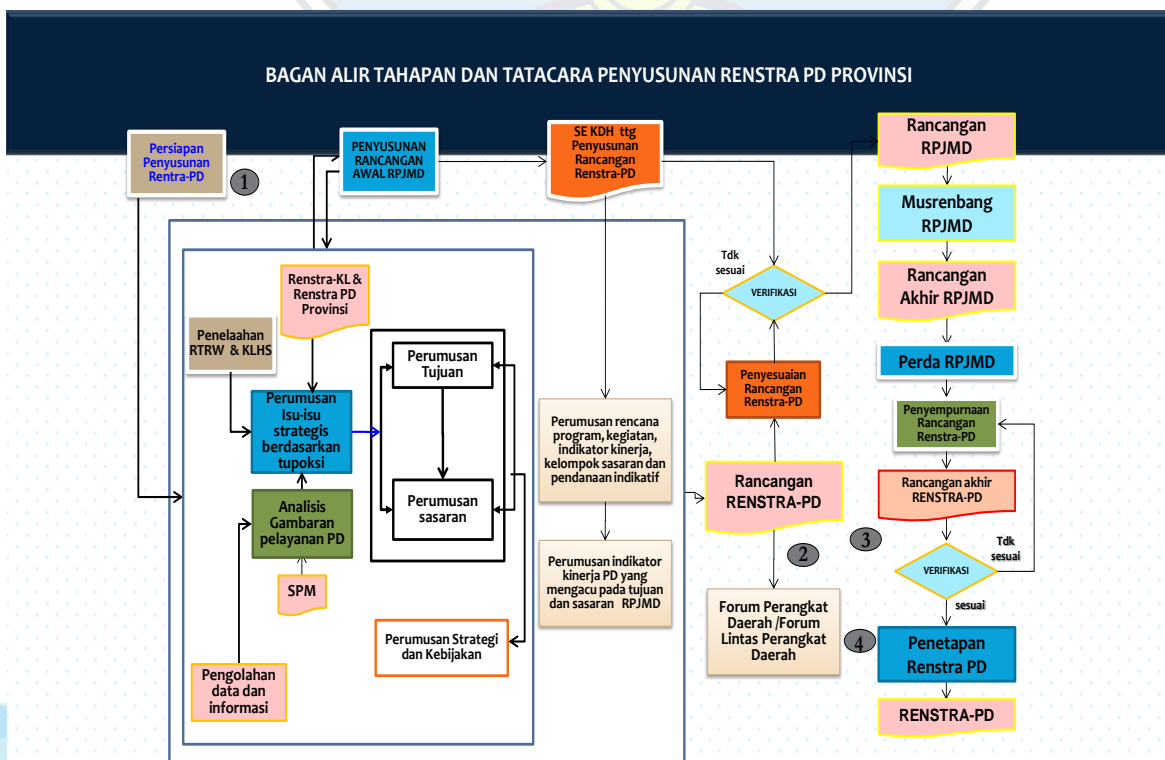 BAGAN ALIR TAHAPAN DAN TATACARA PENYUSUNAN RENSTRA PD PROVINSI
Persiapan
Penyusunan
Rentra-PD
1
PENYUSUNAN
RANCANGAN
AWAL RPJMD
SE KDH ttg
Penyusunan
Rancangan
Renstra-PD
Rancangan
RPJMD
Musrenbang
RPJMD
Rancangan
Akhir RPJMD
Perda RPJMD
Penyempurnaan
Rancangan
Renstra-PD
Rancangan akhir
RENSTRA-PD
3
Tdk
sesuai
VERIFIKASI
sesuai
4
Penetapan
Renstra PD
RENSTRA-PD
Renstra-KL &
Renstra PD
Provinsi
Penelaahan
RTRW & KLHS
Perumusan
Isu-isu
strategis
berdasarkan
tupoksi
Analisis
Gambaran
pelayanan PD
SPM
Pengolahan
data dan
informasi
Perumusan
Tujuan
Perumusan
sasaran
Perumusan Strategi
dan Kebijakan
Perumusan rencana
program, kegiatan,
indikator kinerja,
kelompok sasaran dan
pendanaan indikatif
Perumusan indikator
kinerja PD yang
mengacu pada tujuan
dan sasaran RPJMD
Tdk
sesuai
VERIFIKASI
Penyesuaian
Rancangan
Renstra-PD
Rancangan
RENSTRA-PD
2
Forum Perangkat
Daerah /Forum
Lintas Perangkat
Daerah